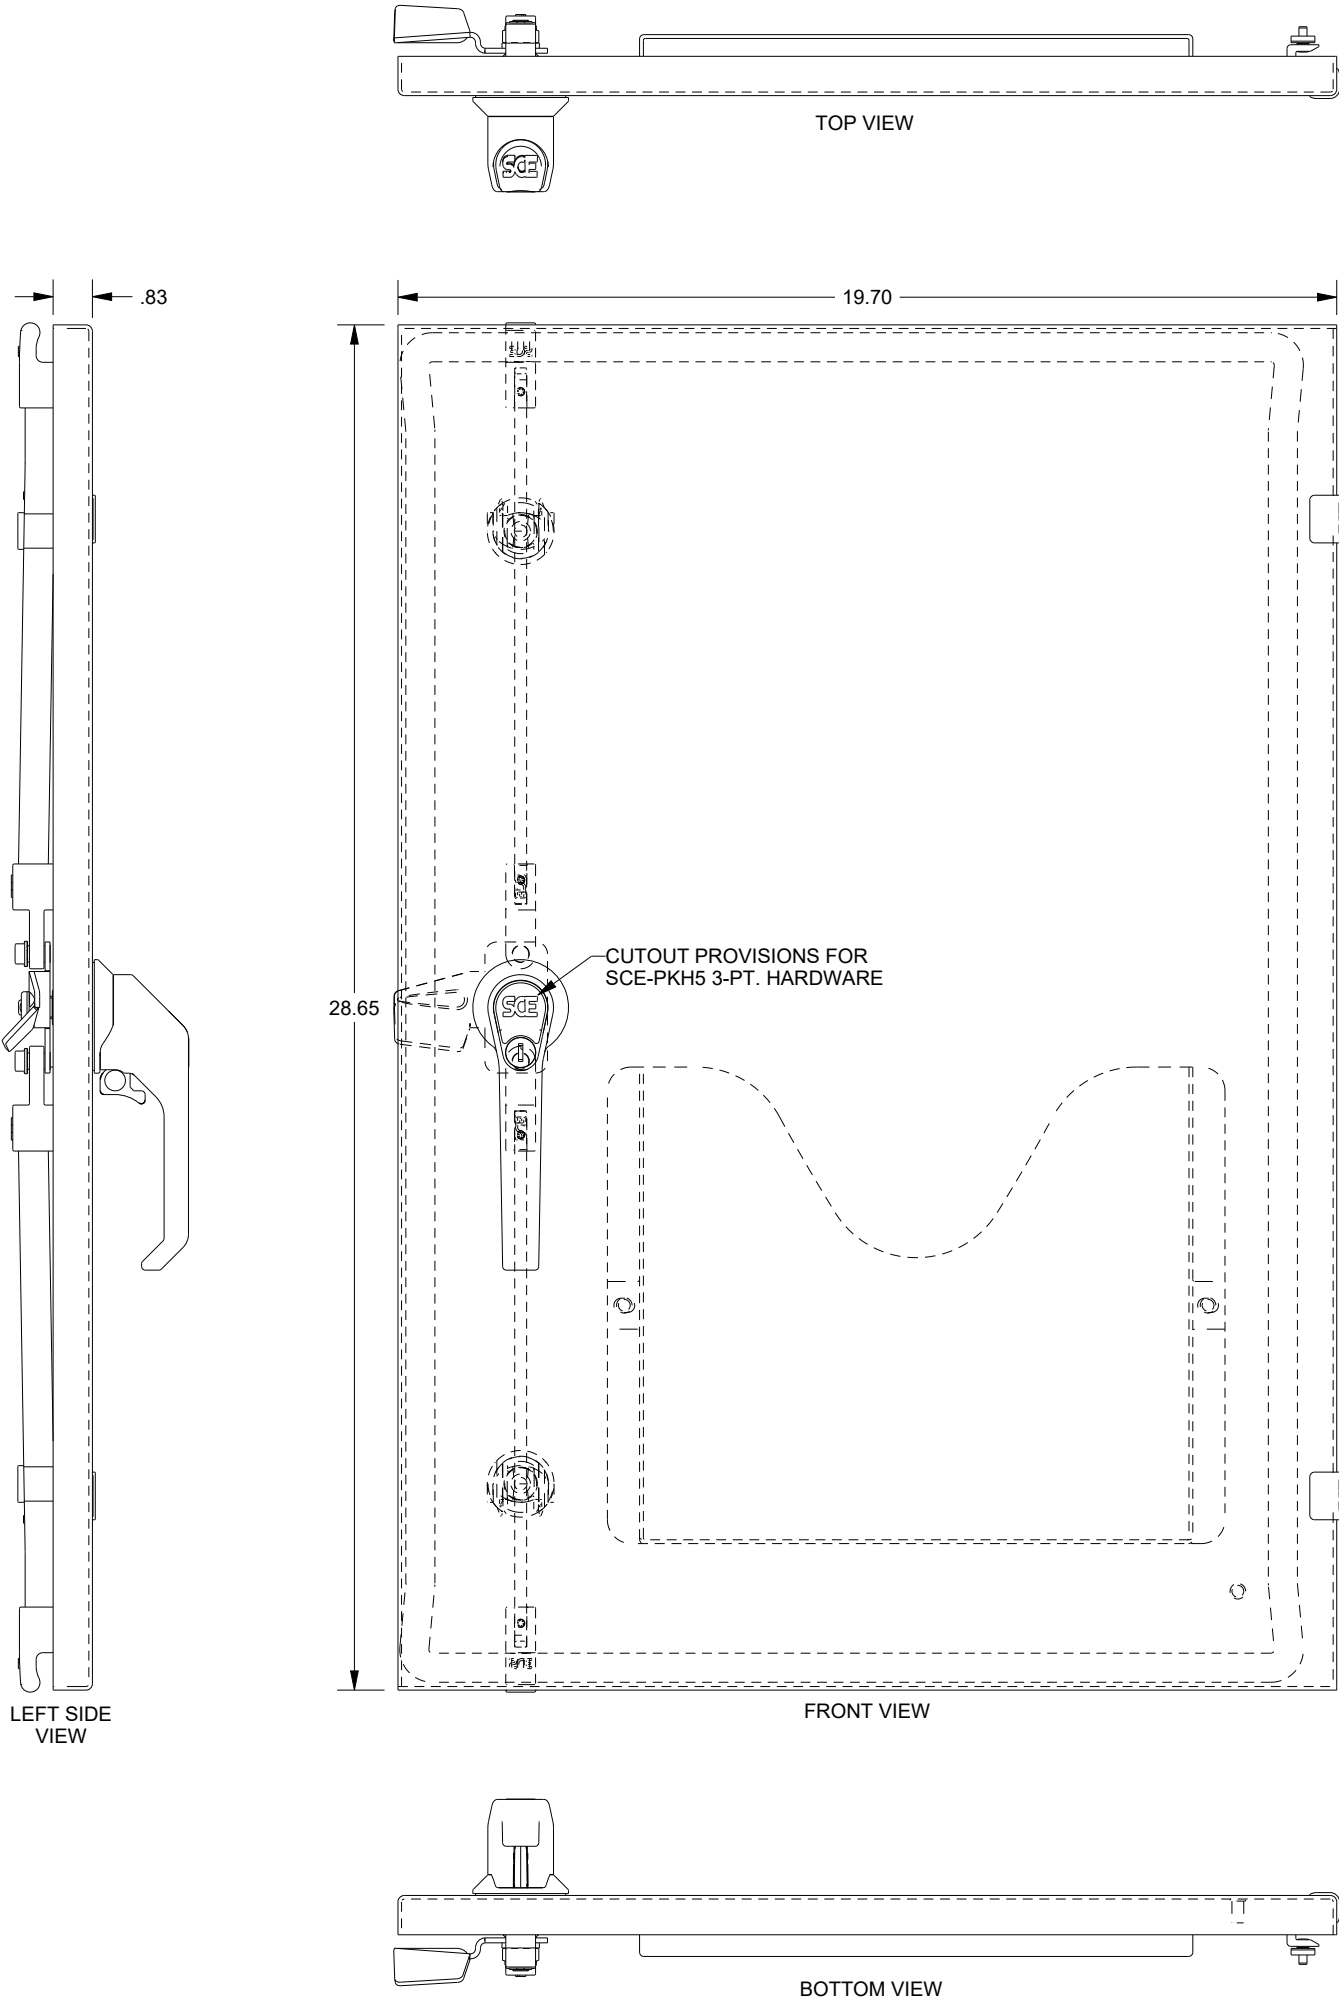 SCE
TOP VIEW
.83
19.70
CUTOUT PROVISIONS FOR
SCE-PKH5 3-PT. HARDWARE
SCE
28.65
LEFT SIDE
VIEW
FRONT VIEW
BOTTOM VIEW